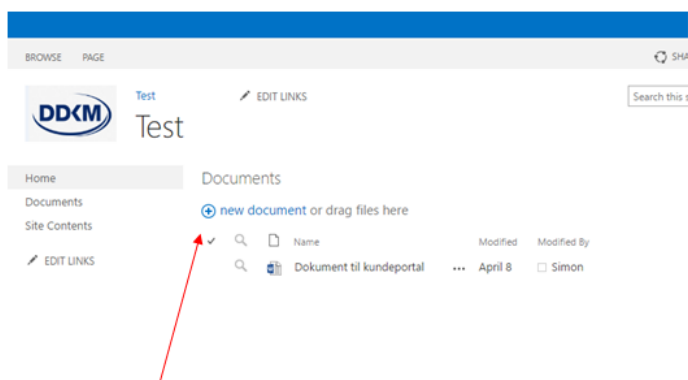 BROWSE PAGE
DDKM
Test
EDIT LINKS
Search this
Test
Home
Documents
Site Contents
EDIT LINKS
Documents
new document or drag files here
Name Modified Modified By
Dokument til kundeportal ... April 8 Simon